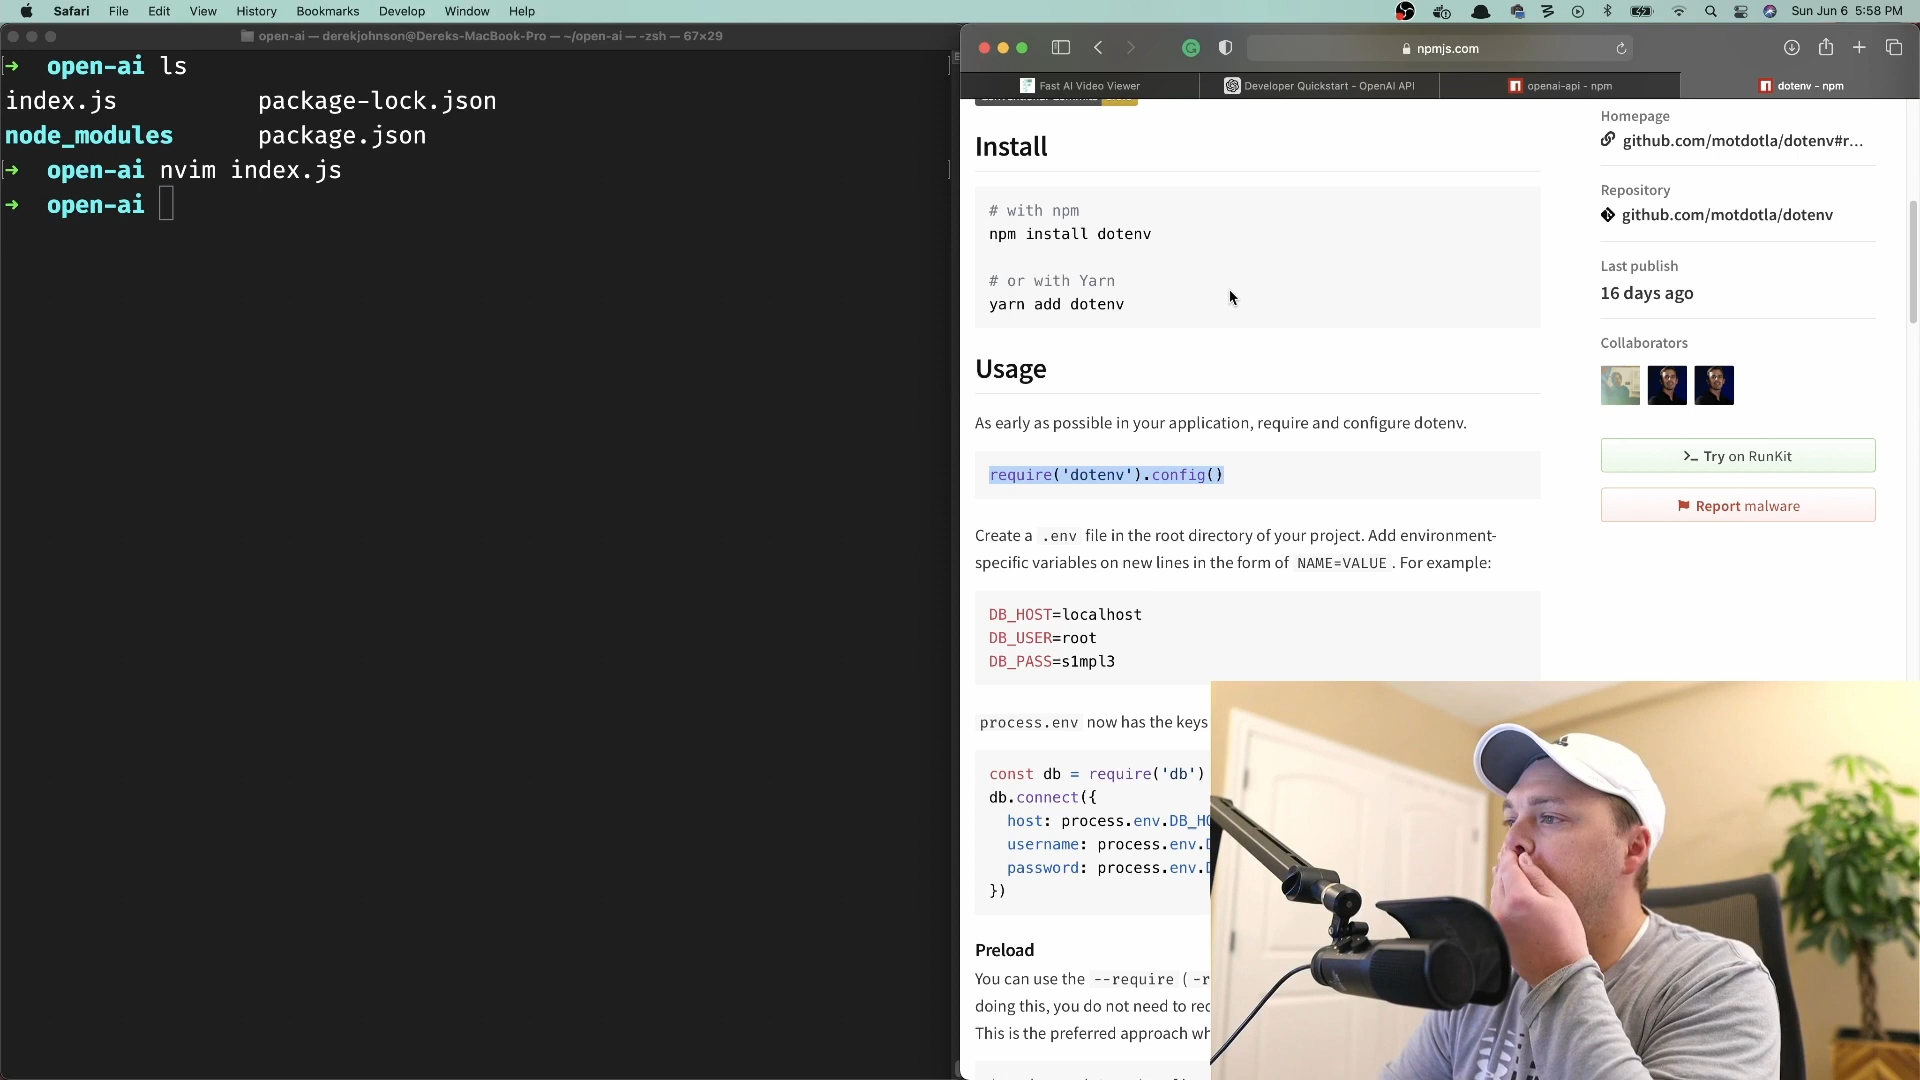 Safari File Edit View History Bookmarks Develop Window Help
Sun Jun 6 5:58 PM
open-ai — derekjohnson@Dereks-MacBook-Pro — ~/open-ai — -zsh — 67×29
➜ open-ai ls
index.js package-lock.json
node_modules package.json
➜ open-ai nvim index.js
➜ open-ai
npmjs.com
Fast AI Video Viewer
Developer Quickstart - OpenAI API
openai-api - npm
dotenv - npm
Install
# with npm
npm install dotenv
# or with Yarn
yarn add dotenv
Usage
As early as possible in your application, require and configure dotenv.
require('dotenv').config()
Create a .env file in the root directory of your project. Add environment-
specific variables on new lines in the form of NAME=VALUE . For example:
DB_HOST=localhost
DB_USER=root
DB_PASS=s1mpl3
process.env now has the keys
const db = require('db')
db.connect({
host: process.env.DB_HO
username: process.env.D
password: process.env.D
})
Preload
You can use the --require ( -r
doing this, you do not need to rec
This is the preferred approach wh
Homepage
github.com/motdotla/dotenv#r...
Repository
github.com/motdotla/dotenv
Last publish
16 days ago
Collaborators
>_ Try on RunKit
Report malware